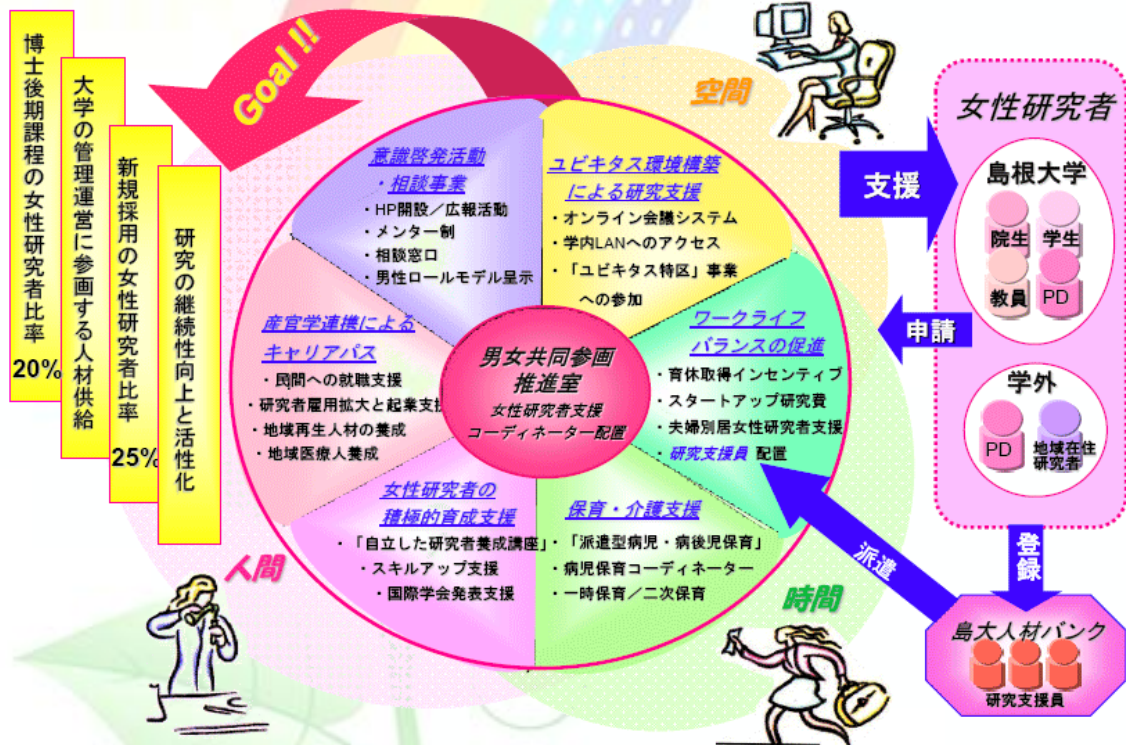 博士後期課程の女性研究者比率
20%
大学の管理運営に参画する人材供給
新規採用の女性研究者比率
25%
研究の継続性向上と活性化
Goal!!
空間
人間
時間
意識啓発活動
・相談事業
・HP開設／広報活動
・メンター制
・相談窓口
・男性ロールモデル呈示
ユビキタス環境構築
による研究支援
・オンライン会議システム
・学内LANへのアクセス
・「ユビキタス特区」事業
への参加
産官学連携による
キャリアパス
・民間への就職支援
・研究者雇用拡大と起業支援
・地域再生人材の養成
・地域医療人養成
男女共同参画
推進室
女性研究者支援
コーディネーター配置
ワークライフ
バランスの促進
・育休取得インセンティブ
・スタートアップ研究費
・夫婦別居女性研究者支援
・研究支援員 配置
女性研究者の
積極的育成支援
・「自立した研究者養成講座」
・スキルアップ支援
・国際学会発表支援
保育・介護支援
・「派遣型病児・病後児保育」
・病児保育コーディネーター
・一時保育／二次保育
支援
申請
派遣
登録
女性研究者
島根大学
院生
学生
教員
PD
学外
PD
地域在住
研究者
島大人材バンク
研究支援員